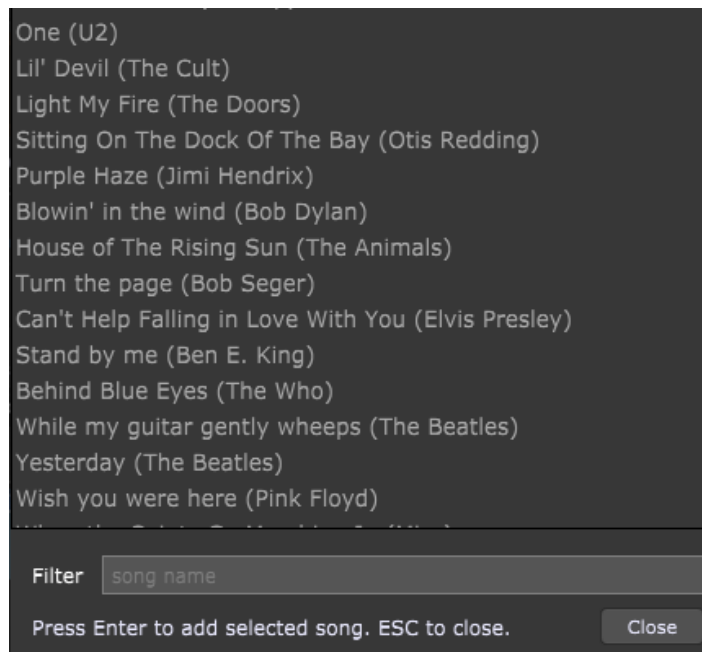 One (U2)
Lil' Devil (The Cult)
Light My Fire (The Doors)
Sitting On The Dock Of The Bay (Otis Redding)
Purple Haze (Jimi Hendrix)
Blowin' in the wind (Bob Dylan)
House of The Rising Sun (The Animals)
Turn the page (Bob Seger)
Can't Help Falling in Love With You (Elvis Presley)
Stand by me (Ben E. King)
Behind Blue Eyes (The Who)
While my guitar gently wheeps (The Beatles)
Yesterday (The Beatles)
Wish you were here (Pink Floyd)
Filter song name
Press Enter to add selected song. ESC to close. Close